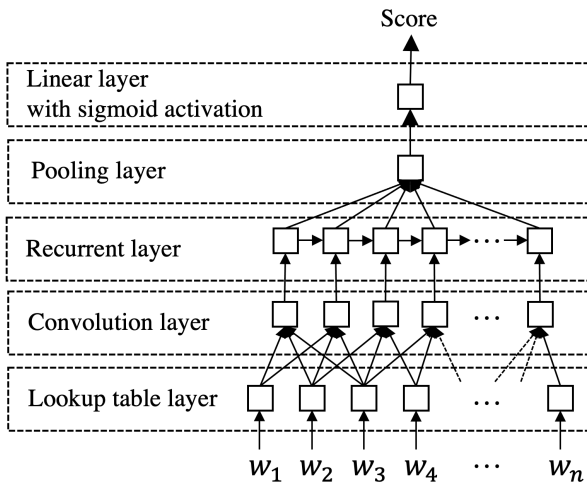 Score
Linear layer
with sigmoid activation
Pooling layer
Recurrent layer
...
Convolution layer
...
Lookup table layer
...
w₁ w₂ w₃ w₄ ... wₙ